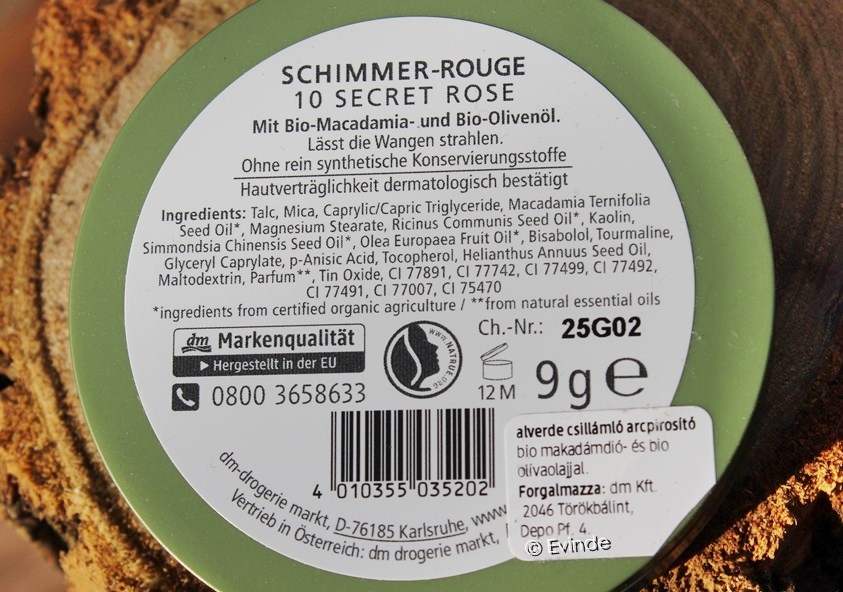 SCHIMMER-ROUGE
10 SECRET ROSE
Mit Bio-Macadamia- und Bio-Olivenöl.
Lässt die Wangen strahlen.
Ohne rein synthetische Konservierungsstoffe
Hautverträglichkeit dermatologisch bestätigt
Ingredients: Talc, Mica, Caprylic/Capric Triglyceride, Macadamia Ternifolia
Seed Oil*, Magnesium Stearate, Ricinus Communis Seed Oil*, Kaolin,
Simmondsia Chinensis Seed Oil*, Olea Europaea Fruit Oil*, Bisabolol, Tourmaline,
Glyceryl Caprylate, p-Anisic Acid, Tocopherol, Helianthus Annuus Seed Oil,
Maltodextrin, Parfum**, Tin Oxide, CI 77891, CI 77742, CI 77499, CI 77492,
CI 77491, CI 77007, CI 75470
*ingredients from certified organic agriculture / **from natural essential oils
dm Markenqualität
Hergestellt in der EU
0800 3658633
www.NATRUE.org
Ch.-Nr.: 25G02
12 M
9 g e
4 010355 035202
dm-drogerie markt, D-76185 Karlsruhe, www
Vertrieb in Österreich: dm drogerie markt,
alverde csillámló arcpirosító
bio makadámdió- és bio
olívaolajjal.
Forgalmazza: dm Kft.
2046 Törökbálint,
Depo Pf. 4.
© Evinde